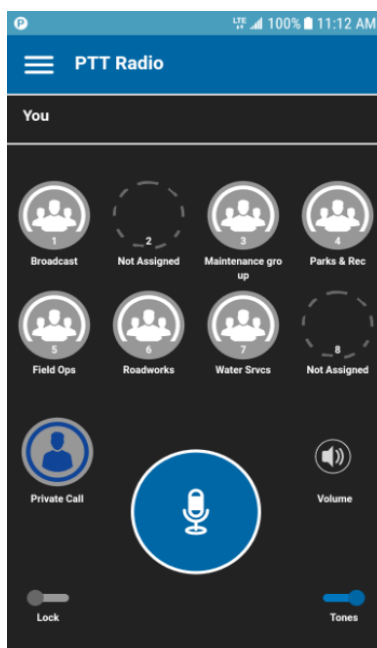 P LTE 100% 11:12 AM
PTT Radio
You
1 2 3 4
Broadcast Not Assigned Maintenance gro Parks & Rec
up
5 6 7 8
Field Ops Roadworks Water Srvcs Not Assigned
Private Call Volume
Lock Tones